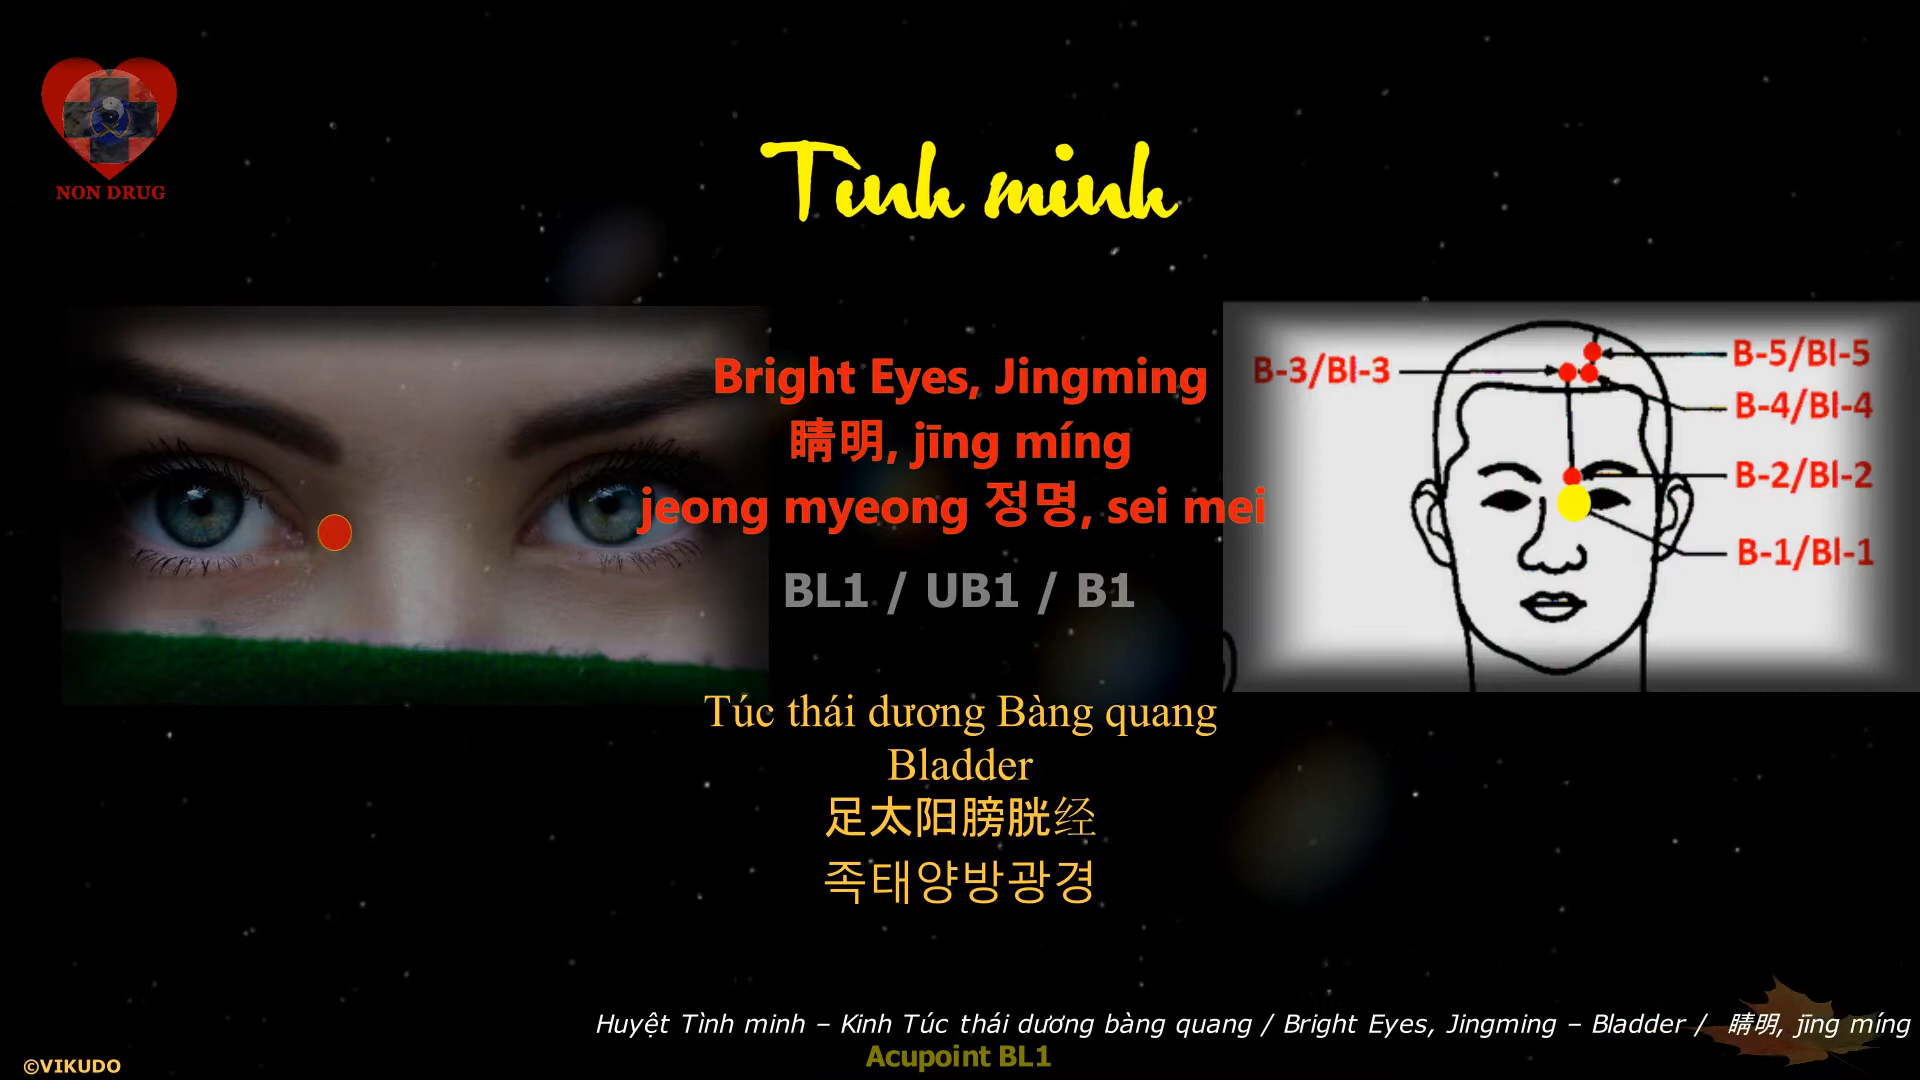 NON DRUG
Tình minh
Bright Eyes, Jingming
睛明, jīng míng
jeong myeong 정명, sei mei
BL1 / UB1 / B1
B-3/Bl-3
B-5/Bl-5
B-4/Bl-4
B-2/Bl-2
B-1/Bl-1
Túc thái dương Bàng quang
Bladder
足太阳膀胱经
족태양방광경
Huyệt Tình minh – Kinh Túc thái dương bàng quang / Bright Eyes, Jingming – Bladder / 睛明, jīng míng
Acupoint BL1
©VIKUDO